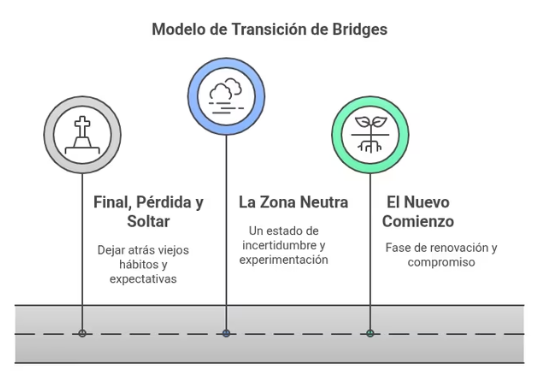 Modelo de Transición de Bridges
Final, Pérdida y
Soltar
Dejar atrás viejos
hábitos y
expectativas
La Zona Neutra
Un estado de
incertidumbre y
experimentación
El Nuevo
Comienzo
Fase de renovación y
compromiso